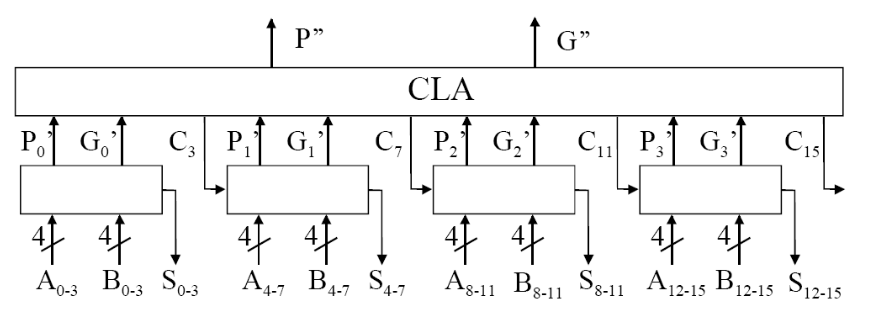 P” G”
CLA
P₀’ G₀’ C₃ P₁’ G₁’ C₇ P₂’ G₂’ C₁₁ P₃’ G₃’ C₁₅
4 4 4 4 4 4 4 4
A₀₋₃ B₀₋₃ S₀₋₃ A₄₋₇ B₄₋₇ S₄₋₇ A₈₋₁₁ B₈₋₁₁ S₈₋₁₁ A₁₂₋₁₅ B₁₂₋₁₅ S₁₂₋₁₅